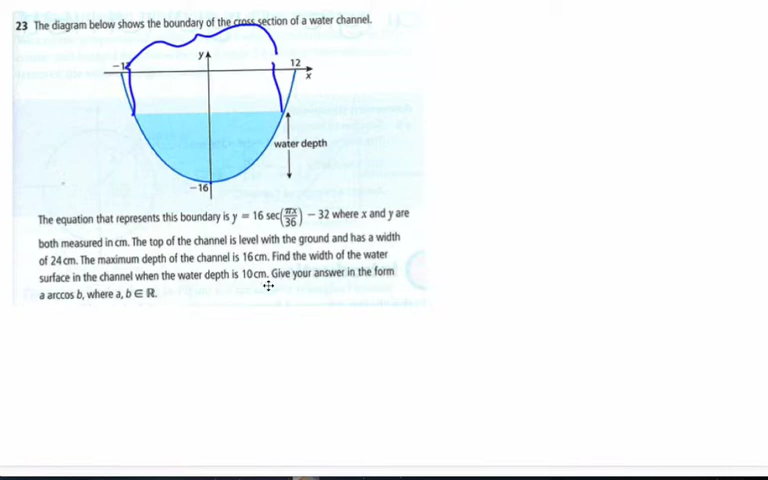 23 The diagram below shows the boundary of the cross section of a water channel.
y
-12
12
x
water depth
-16
The equation that represents this boundary is y = 16 sec(πx/36) − 32 where x and y are
both measured in cm. The top of the channel is level with the ground and has a width
of 24 cm. The maximum depth of the channel is 16 cm. Find the width of the water
surface in the channel when the water depth is 10 cm. Give your answer in the form
a arccos b, where a, b ∈ ℝ.